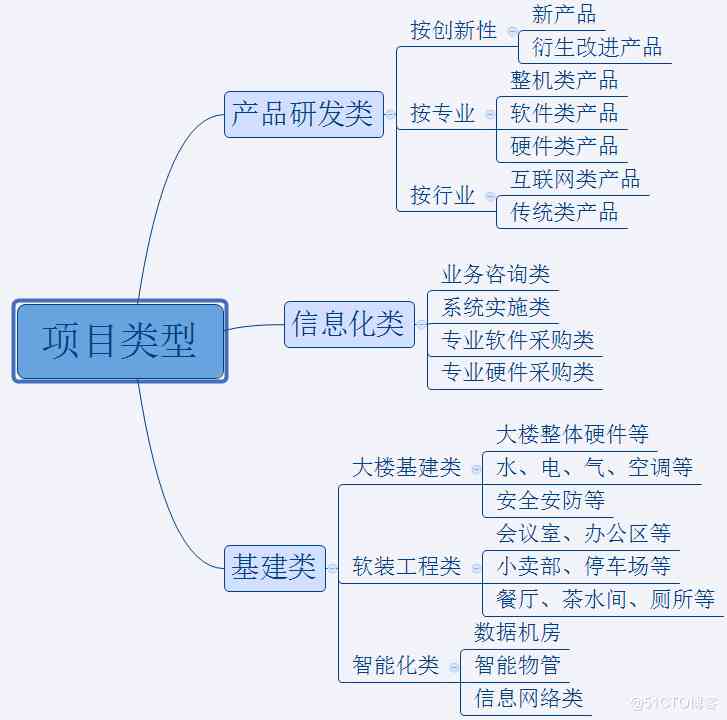 项目类型
产品研发类
按创新性
新产品
衍生改进产品
按专业
整机类产品
软件类产品
硬件类产品
按行业
互联网类产品
传统类产品
信息化类
业务咨询类
系统实施类
专业软件采购类
专业硬件采购类
基建类
大楼基建类
大楼整体硬件等
水、电、气、空调等
安全安防等
软装工程类
会议室、办公区等
小卖部、停车场等
餐厅、茶水间、厕所等
智能化类
数据机房
智能物管
信息网络类
@51CTO博客